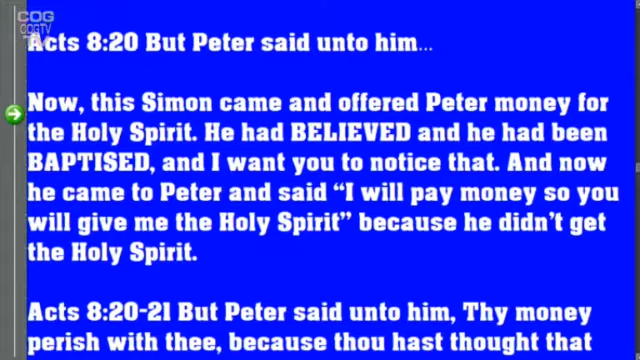 COG
COGTV
TV
Acts 8:20 But Peter said unto him...
Now, this Simon came and offered Peter money for
the Holy Spirit. He had BELIEVED and he had been
BAPTISED, and I want you to notice that. And now
he came to Peter and said “I will pay money so you
will give me the Holy Spirit” because he didn’t get
the Holy Spirit.
Acts 8:20-21 But Peter said unto him, Thy money
perish with thee, because thou hast thought that